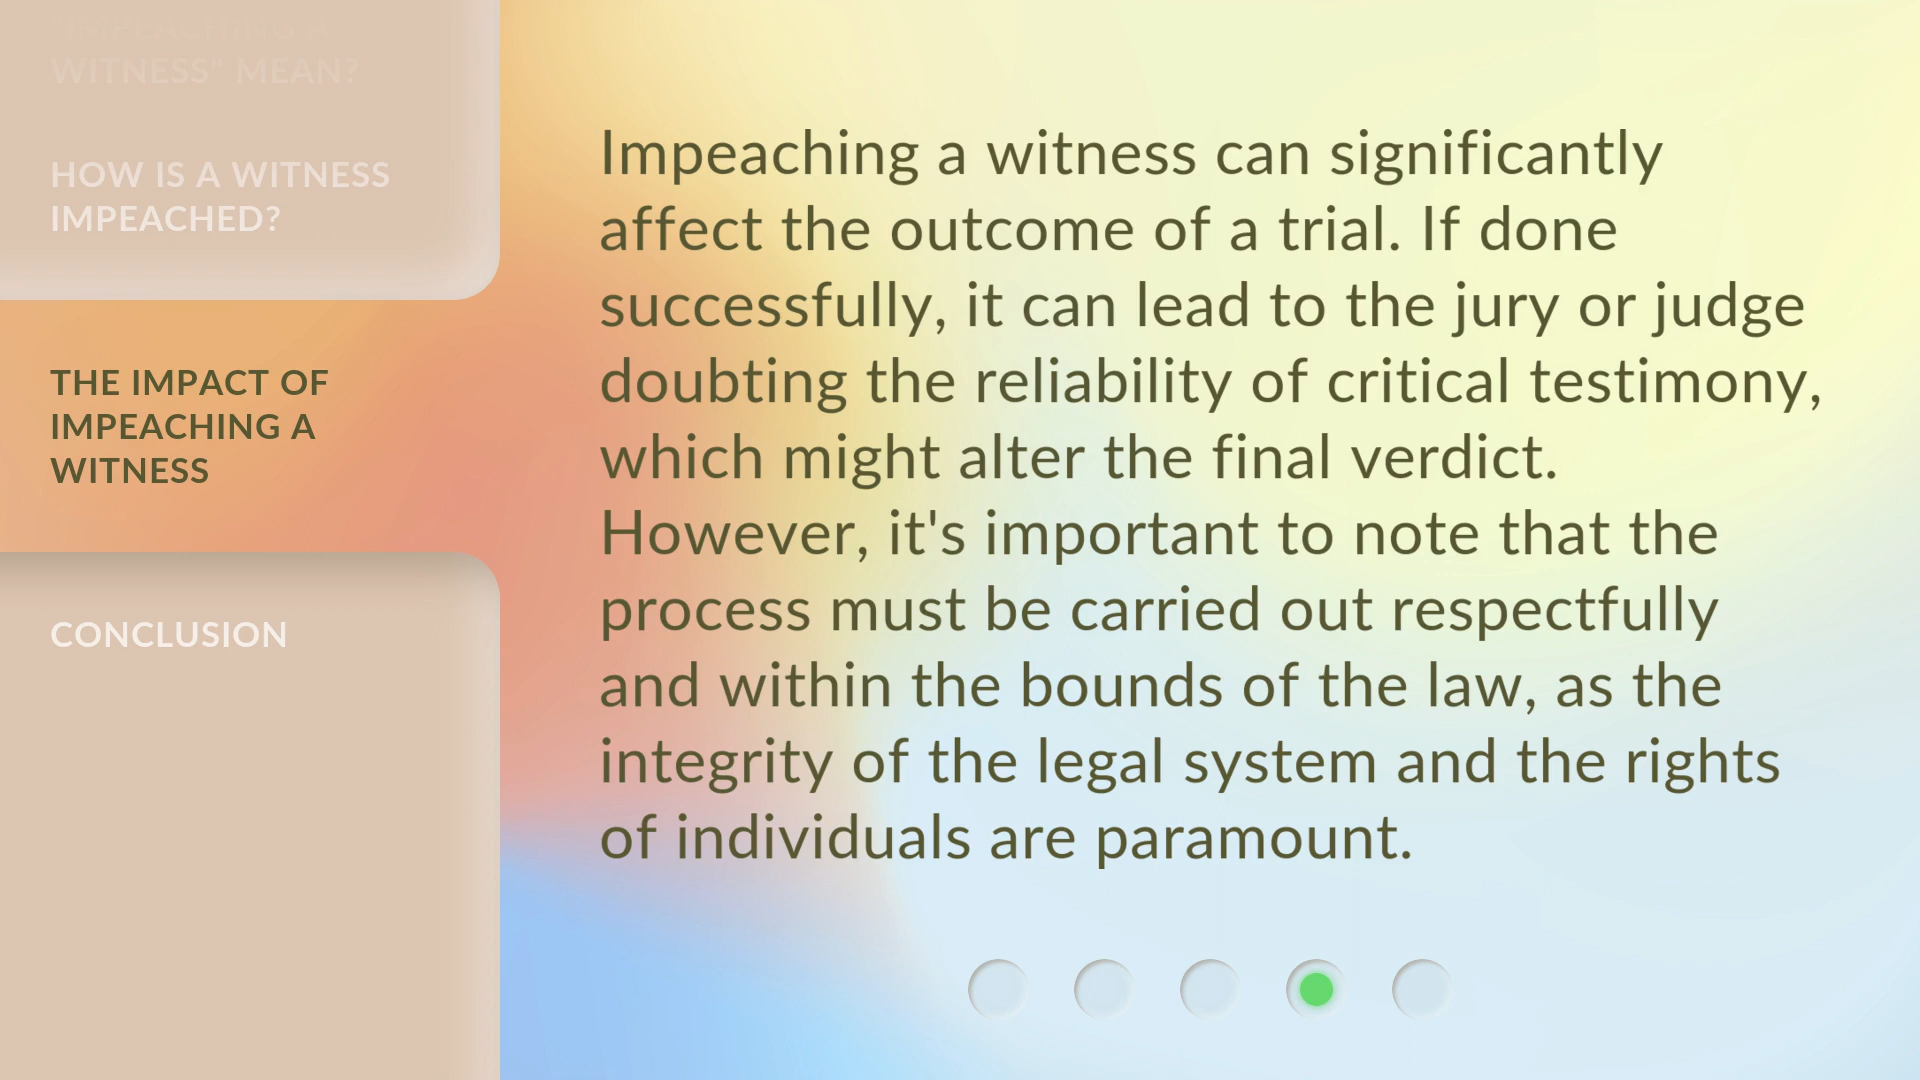 "IMPEACHING A
WITNESS" MEAN?
HOW IS A WITNESS
IMPEACHED?
THE IMPACT OF
IMPEACHING A
WITNESS
CONCLUSION
Impeaching a witness can significantly
affect the outcome of a trial. If done
successfully, it can lead to the jury or judge
doubting the reliability of critical testimony,
which might alter the final verdict.
However, it's important to note that the
process must be carried out respectfully
and within the bounds of the law, as the
integrity of the legal system and the rights
of individuals are paramount.